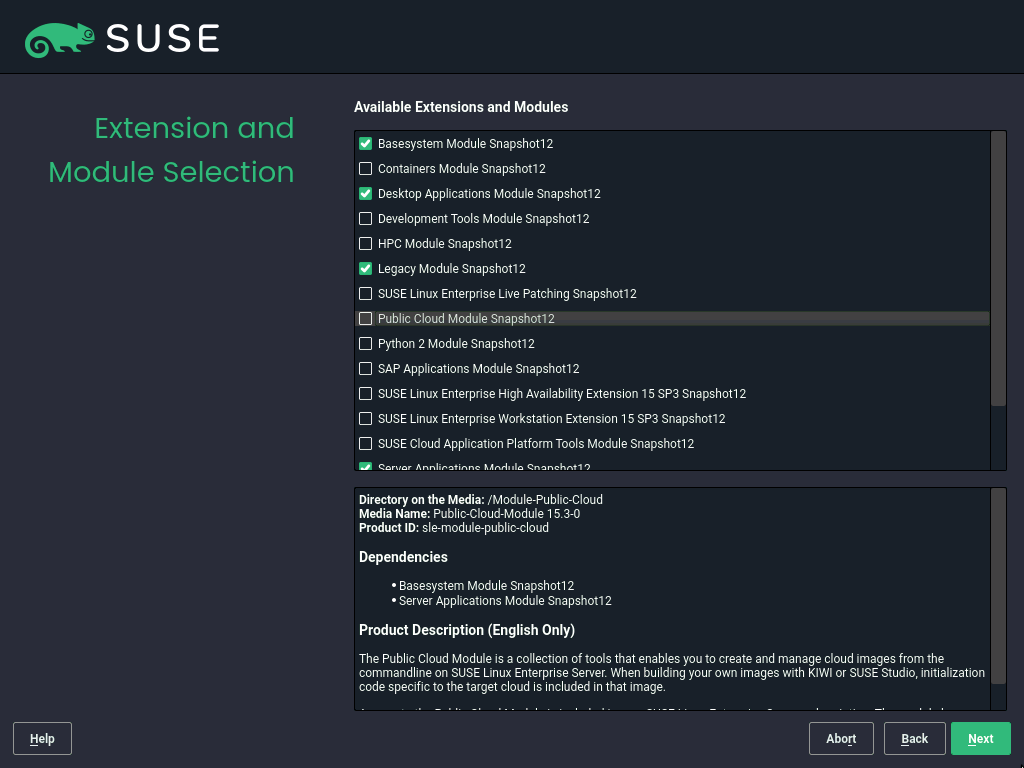 SUSE
Extension and
Module Selection
Available Extensions and Modules
Basesystem Module Snapshot12
Containers Module Snapshot12
Desktop Applications Module Snapshot12
Development Tools Module Snapshot12
HPC Module Snapshot12
Legacy Module Snapshot12
SUSE Linux Enterprise Live Patching Snapshot12
Public Cloud Module Snapshot12
Python 2 Module Snapshot12
SAP Applications Module Snapshot12
SUSE Linux Enterprise High Availability Extension 15 SP3 Snapshot12
SUSE Linux Enterprise Workstation Extension 15 SP3 Snapshot12
SUSE Cloud Application Platform Tools Module Snapshot12
Server Applications Module Snapshot12
Directory on the Media: /Module-Public-Cloud
Media Name: Public-Cloud-Module 15.3-0
Product ID: sle-module-public-cloud
Dependencies
• Basesystem Module Snapshot12
• Server Applications Module Snapshot12
Product Description (English Only)
The Public Cloud Module is a collection of tools that enables you to create and manage cloud images from the
commandline on SUSE Linux Enterprise Server. When building your own images with KIWI or SUSE Studio, initialization
code specific to the target cloud is included in that image.
Help
Abort
Back
Next